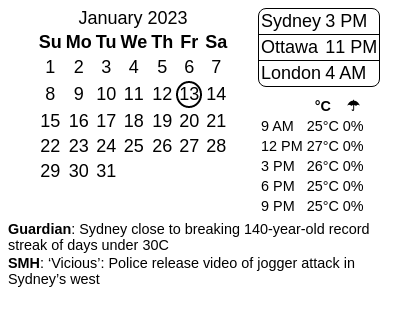 January 2023
Su Mo Tu We Th Fr Sa
1 2 3 4 5 6 7
8 9 10 11 12 13 14
15 16 17 18 19 20 21
22 23 24 25 26 27 28
29 30 31
Sydney 3 PM
Ottawa 11 PM
London 4 AM
°C ☂
9 AM 25°C 0%
12 PM 27°C 0%
3 PM 26°C 0%
6 PM 25°C 0%
9 PM 25°C 0%
Guardian: Sydney close to breaking 140-year-old record
streak of days under 30C
SMH: ‘Vicious’: Police release video of jogger attack in
Sydney’s west